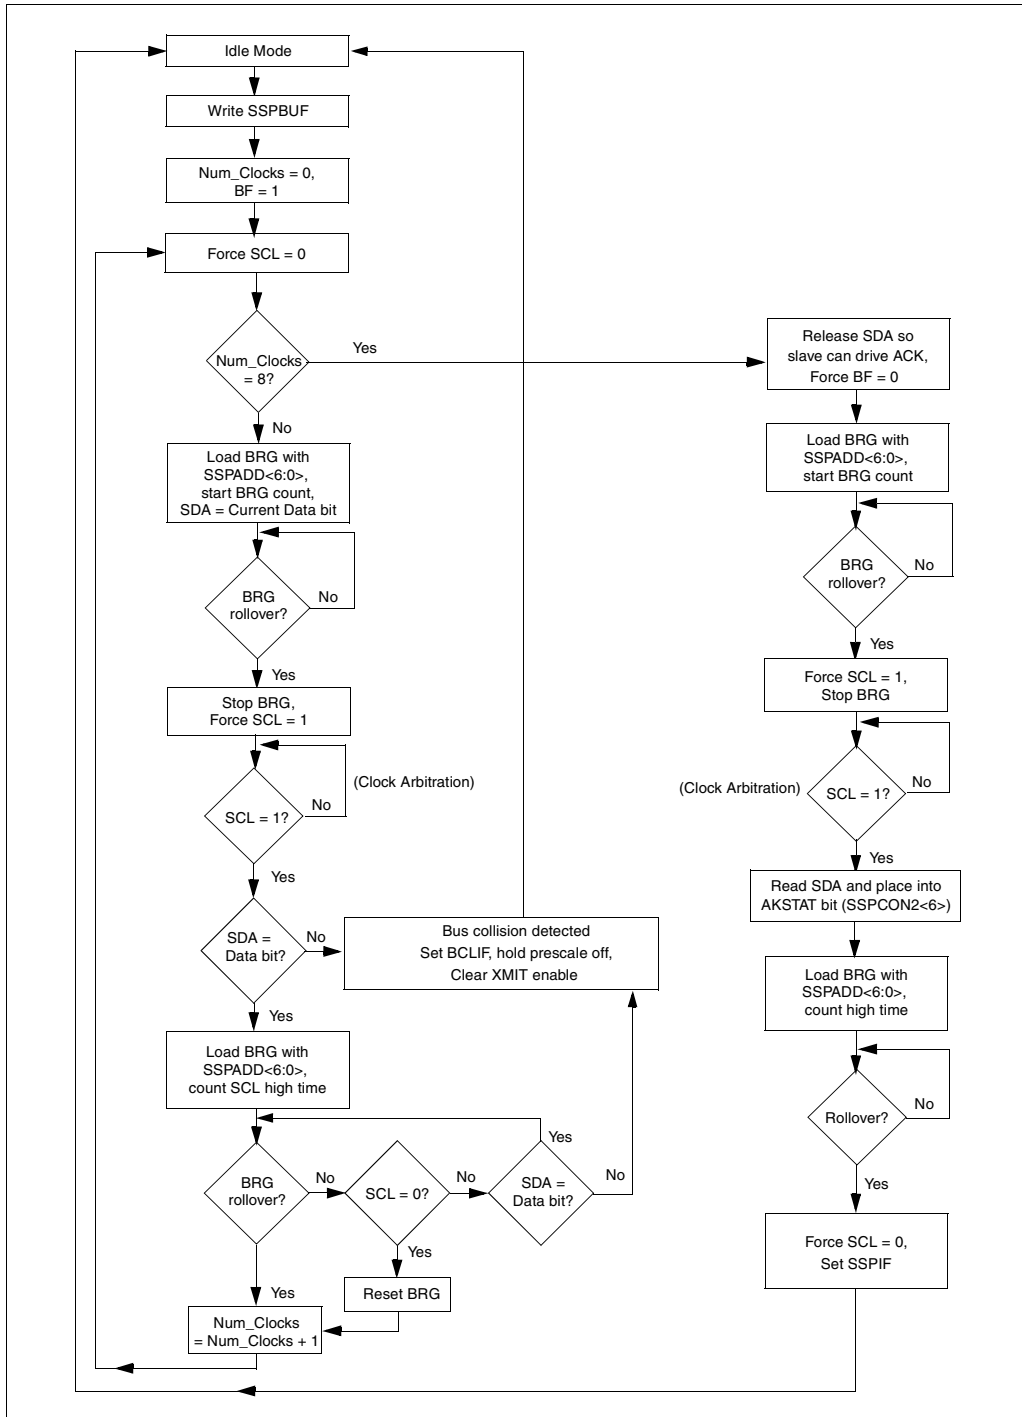 Idle Mode
Write SSPBUF
Num_Clocks = 0,
BF = 1
Force SCL = 0
Num_Clocks
= 8?
Yes
No
Load BRG with
SSPADD<6:0>,
start BRG count,
SDA = Current Data bit
BRG
rollover?
No
Yes
Stop BRG,
Force SCL = 1
(Clock Arbitration)
SCL = 1?
No
Yes
SDA =
Data bit?
No
Bus collision detected
Set BCLIF, hold prescale off,
Clear XMIT enable
Yes
Load BRG with
SSPADD<6:0>,
count SCL high time
BRG
rollover?
No
SCL = 0?
No
Yes
SDA =
Data bit?
No
Yes
Reset BRG
Yes
Num_Clocks
= Num_Clocks + 1
Release SDA so
slave can drive ACK,
Force BF = 0
Load BRG with
SSPADD<6:0>,
start BRG count
BRG
rollover?
No
Yes
Force SCL = 1,
Stop BRG
(Clock Arbitration)
SCL = 1?
No
Yes
Read SDA and place into
AKSTAT bit (SSPCON2<6>)
Load BRG with
SSPADD<6:0>,
count high time
Rollover?
No
Yes
Force SCL = 0,
Set SSPIF